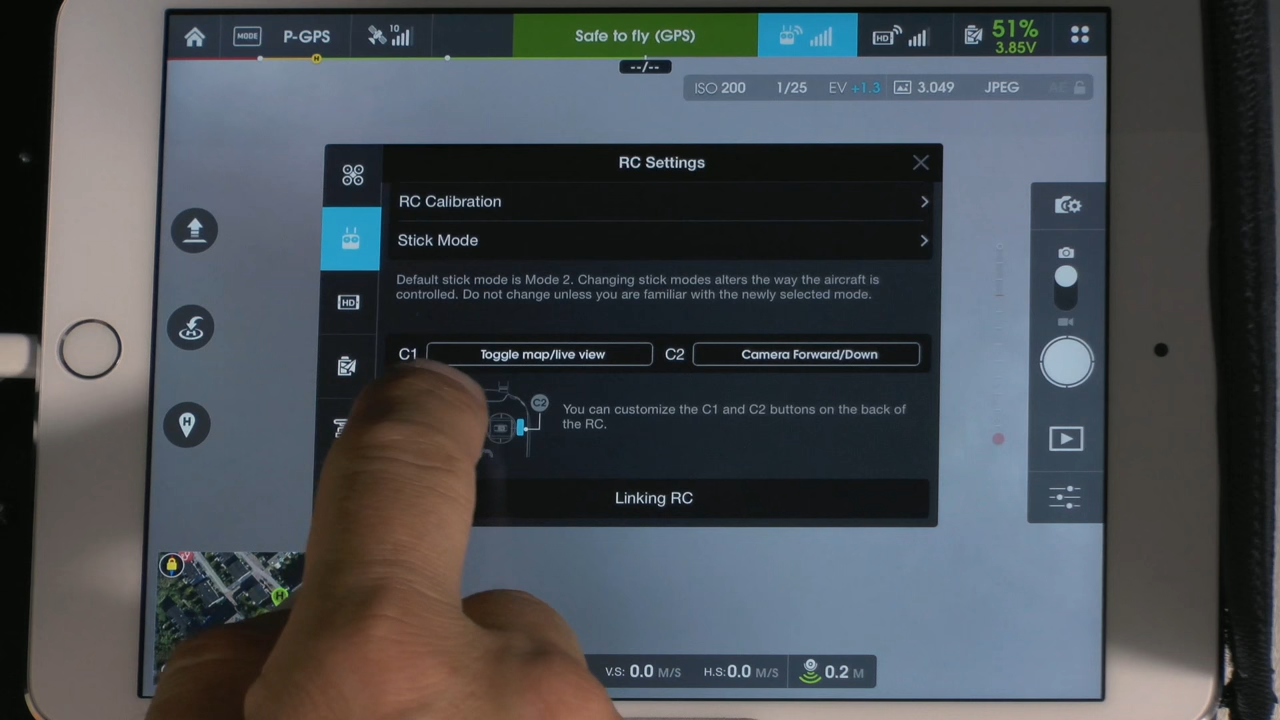 MODE P-GPS 10 Safe to fly (GPS) HD 51%
3.85V
--/--
ISO 200 1/25 EV +1.3 3.049 JPEG AE
RC Settings
RC Calibration
Stick Mode
Default stick mode is Mode 2. Changing stick modes alters the way the aircraft is
controlled. Do not change unless you are familiar with the newly selected mode.
HD
C1 Toggle map/live view C2 Camera Forward/Down
C2
You can customize the C1 and C2 buttons on the back of
the RC.
H
Linking RC
H
V.S: 0.0 M/S H.S: 0.0 M/S 0.2 M